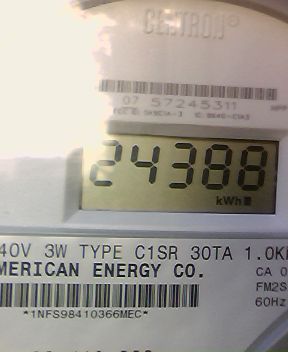 CENTRON®
07 57245311
24388
kWh
40V 3W TYPE C1SR 30TA 1.0K
MERICAN ENERGY CO.
CA 0
FM2S
60Hz
*1NFS98410366MEC*